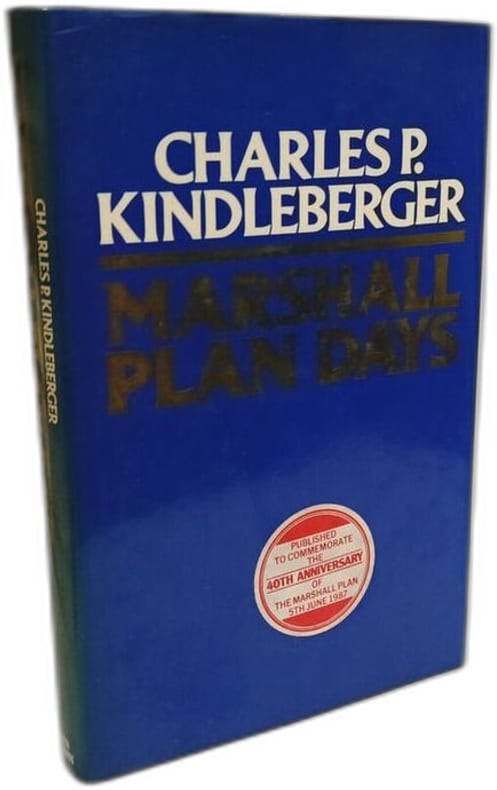 CHARLES P.
KINDLEBERGER
MARSHALL
PLAN DAYS
PUBLISHED
TO COMMEMORATE
THE
40TH ANNIVERSARY
OF
THE MARSHALL PLAN
5TH JUNE 1987
CHARLES P. KINDLEBERGER